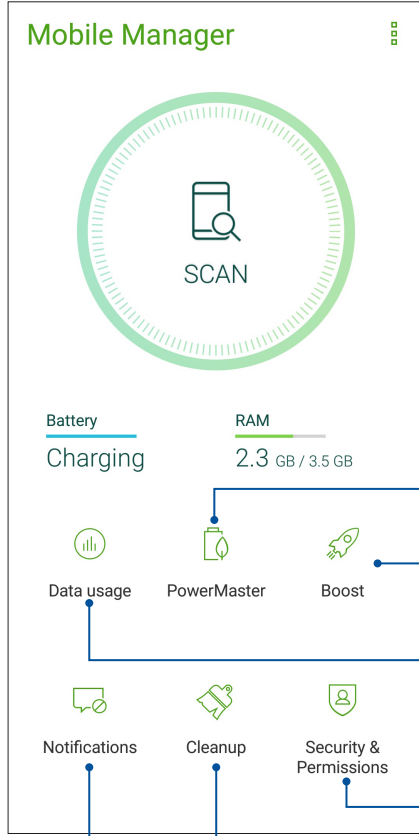 Mobile Manager
SCAN
Battery
RAM
Charging
2.3 GB / 3.5 GB
Data usage
PowerMaster
Boost
Notifications
Cleanup
Security &
Permissions